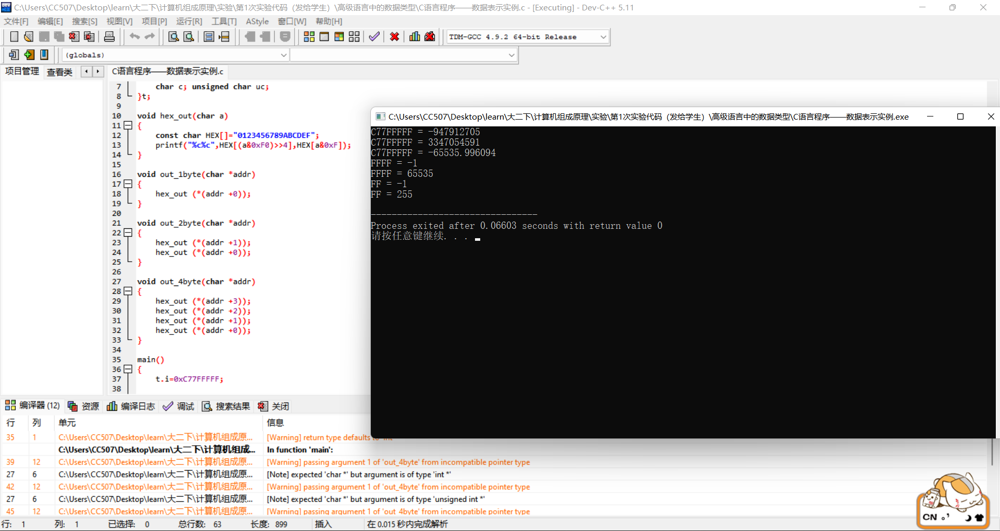 C:\Users\CC507\Desktop\learn\大二下\计算机组成原理\实验\第1次实验代码（发给学生）\高级语言中的数据类型\C语言程序——数据表示实例.c - [Executing] - Dev-C++ 5.11
文件[F] 编辑[E] 搜索[S] 视图[V] 项目[P] 运行[R] 工具[T] AStyle 窗口[W] 帮助[H]
TDM-GCC 4.9.2 64-bit Release
(globals)
项目管理 查看类 C语言程序——数据表示实例.c
7 char c; unsigned char uc;
8 }t;
9
10 void hex_out(char a)
11 {
12 const char HEX[]="0123456789ABCDEF";
13 printf("%c%c",HEX[(a&0xF0)>>4],HEX[a&0xF]);
14 }
15
16 void out_1byte(char *addr)
17 {
18 hex_out (*(addr +0));
19 }
20
21 void out_2byte(char *addr)
22 {
23 hex_out (*(addr +1));
24 hex_out (*(addr +0));
25 }
26
27 void out_4byte(char *addr)
28 {
29 hex_out (*(addr +3));
30 hex_out (*(addr +2));
31 hex_out (*(addr +1));
32 hex_out (*(addr +0));
33 }
34
35 main()
36 {
37 t.i=0xC77FFFFF;
38
C:\Users\CC507\Desktop\learn\大二下\计算机组成原理\实验\第1次实验代码（发给学生）\高级语言中的数据类型\C语言程序——数据表示实例.exe
C77FFFFF = -947912705
C77FFFFF = 3347054591
C77FFFFF = -65535.996094
FFFF = -1
FFFF = 65535
FF = -1
FF = 255
--------------------------------
Process exited after 0.06603 seconds with return value 0
请按任意键继续. . .
编译器 (12) 资源 编译日志 调试 搜索结果 关闭
行 列 单元 信息
35 1 C:\Users\CC507\Desktop\learn\大二下\计算机组成原... [Warning] return type defaults to 'int'
C:\Users\CC507\Desktop\learn\大二下\计算机组成... In function 'main':
39 12 C:\Users\CC507\Desktop\learn\大二下\计算机组成原... [Warning] passing argument 1 of 'out_4byte' from incompatible pointer type
27 6 C:\Users\CC507\Desktop\learn\大二下\计算机组成原... [Note] expected 'char *' but argument is of type 'int *'
42 12 C:\Users\CC507\Desktop\learn\大二下\计算机组成原... [Warning] passing argument 1 of 'out_4byte' from incompatible pointer type
27 6 C:\Users\CC507\Desktop\learn\大二下\计算机组成原... [Note] expected 'char *' but argument is of type 'unsigned int *'
45 12 C:\Users\CC507\Desktop\learn\大二下\计算机组成原... [Warning] passing argument 1 of 'out_4byte' from incompatible pointer type
行: 1 列: 1 已选择: 0 总行数: 63 长度: 899 插入 在 0.015 秒内完成解析
CN